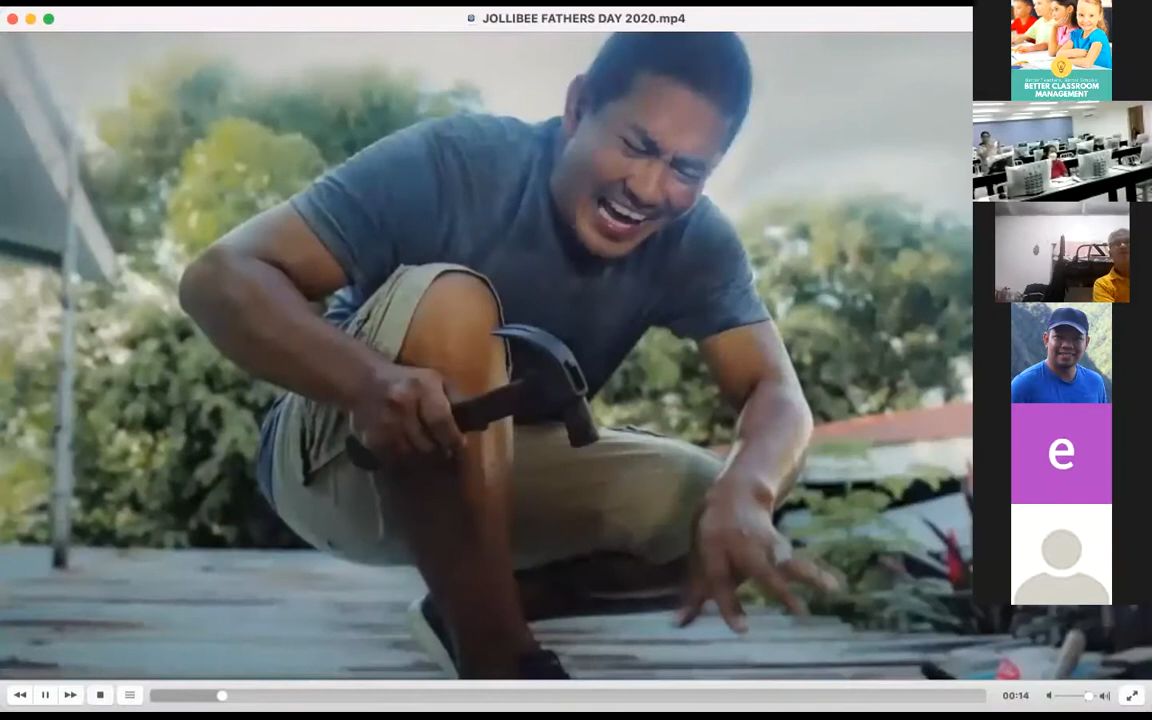 JOLLIBEE FATHERS DAY 2020.mp4
BETTER CLASSROOM
MANAGEMENT
e
00:14